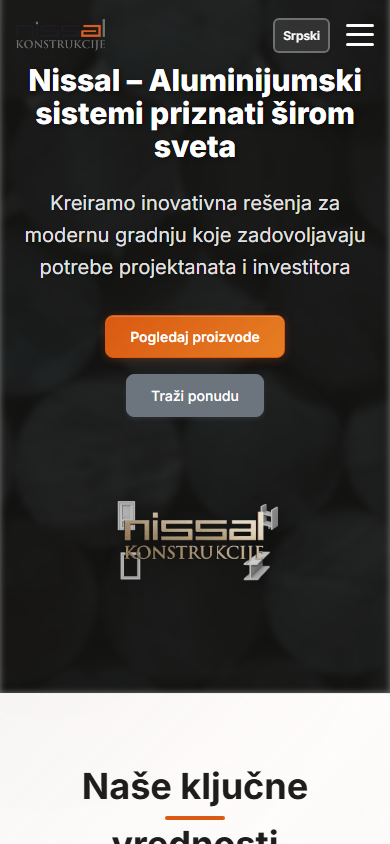 nissal
KONSTRUKCIJE
Srpski
Nissal – Aluminijumski
sistemi priznati širom
sveta
Kreiramo inovativna rešenja za
modernu gradnju koje zadovoljavaju
potrebe projektanata i investitora
Pogledaj proizvode
Traži ponudu
nissal
KONSTRUKCIJE
Naše ključne
vrednosti